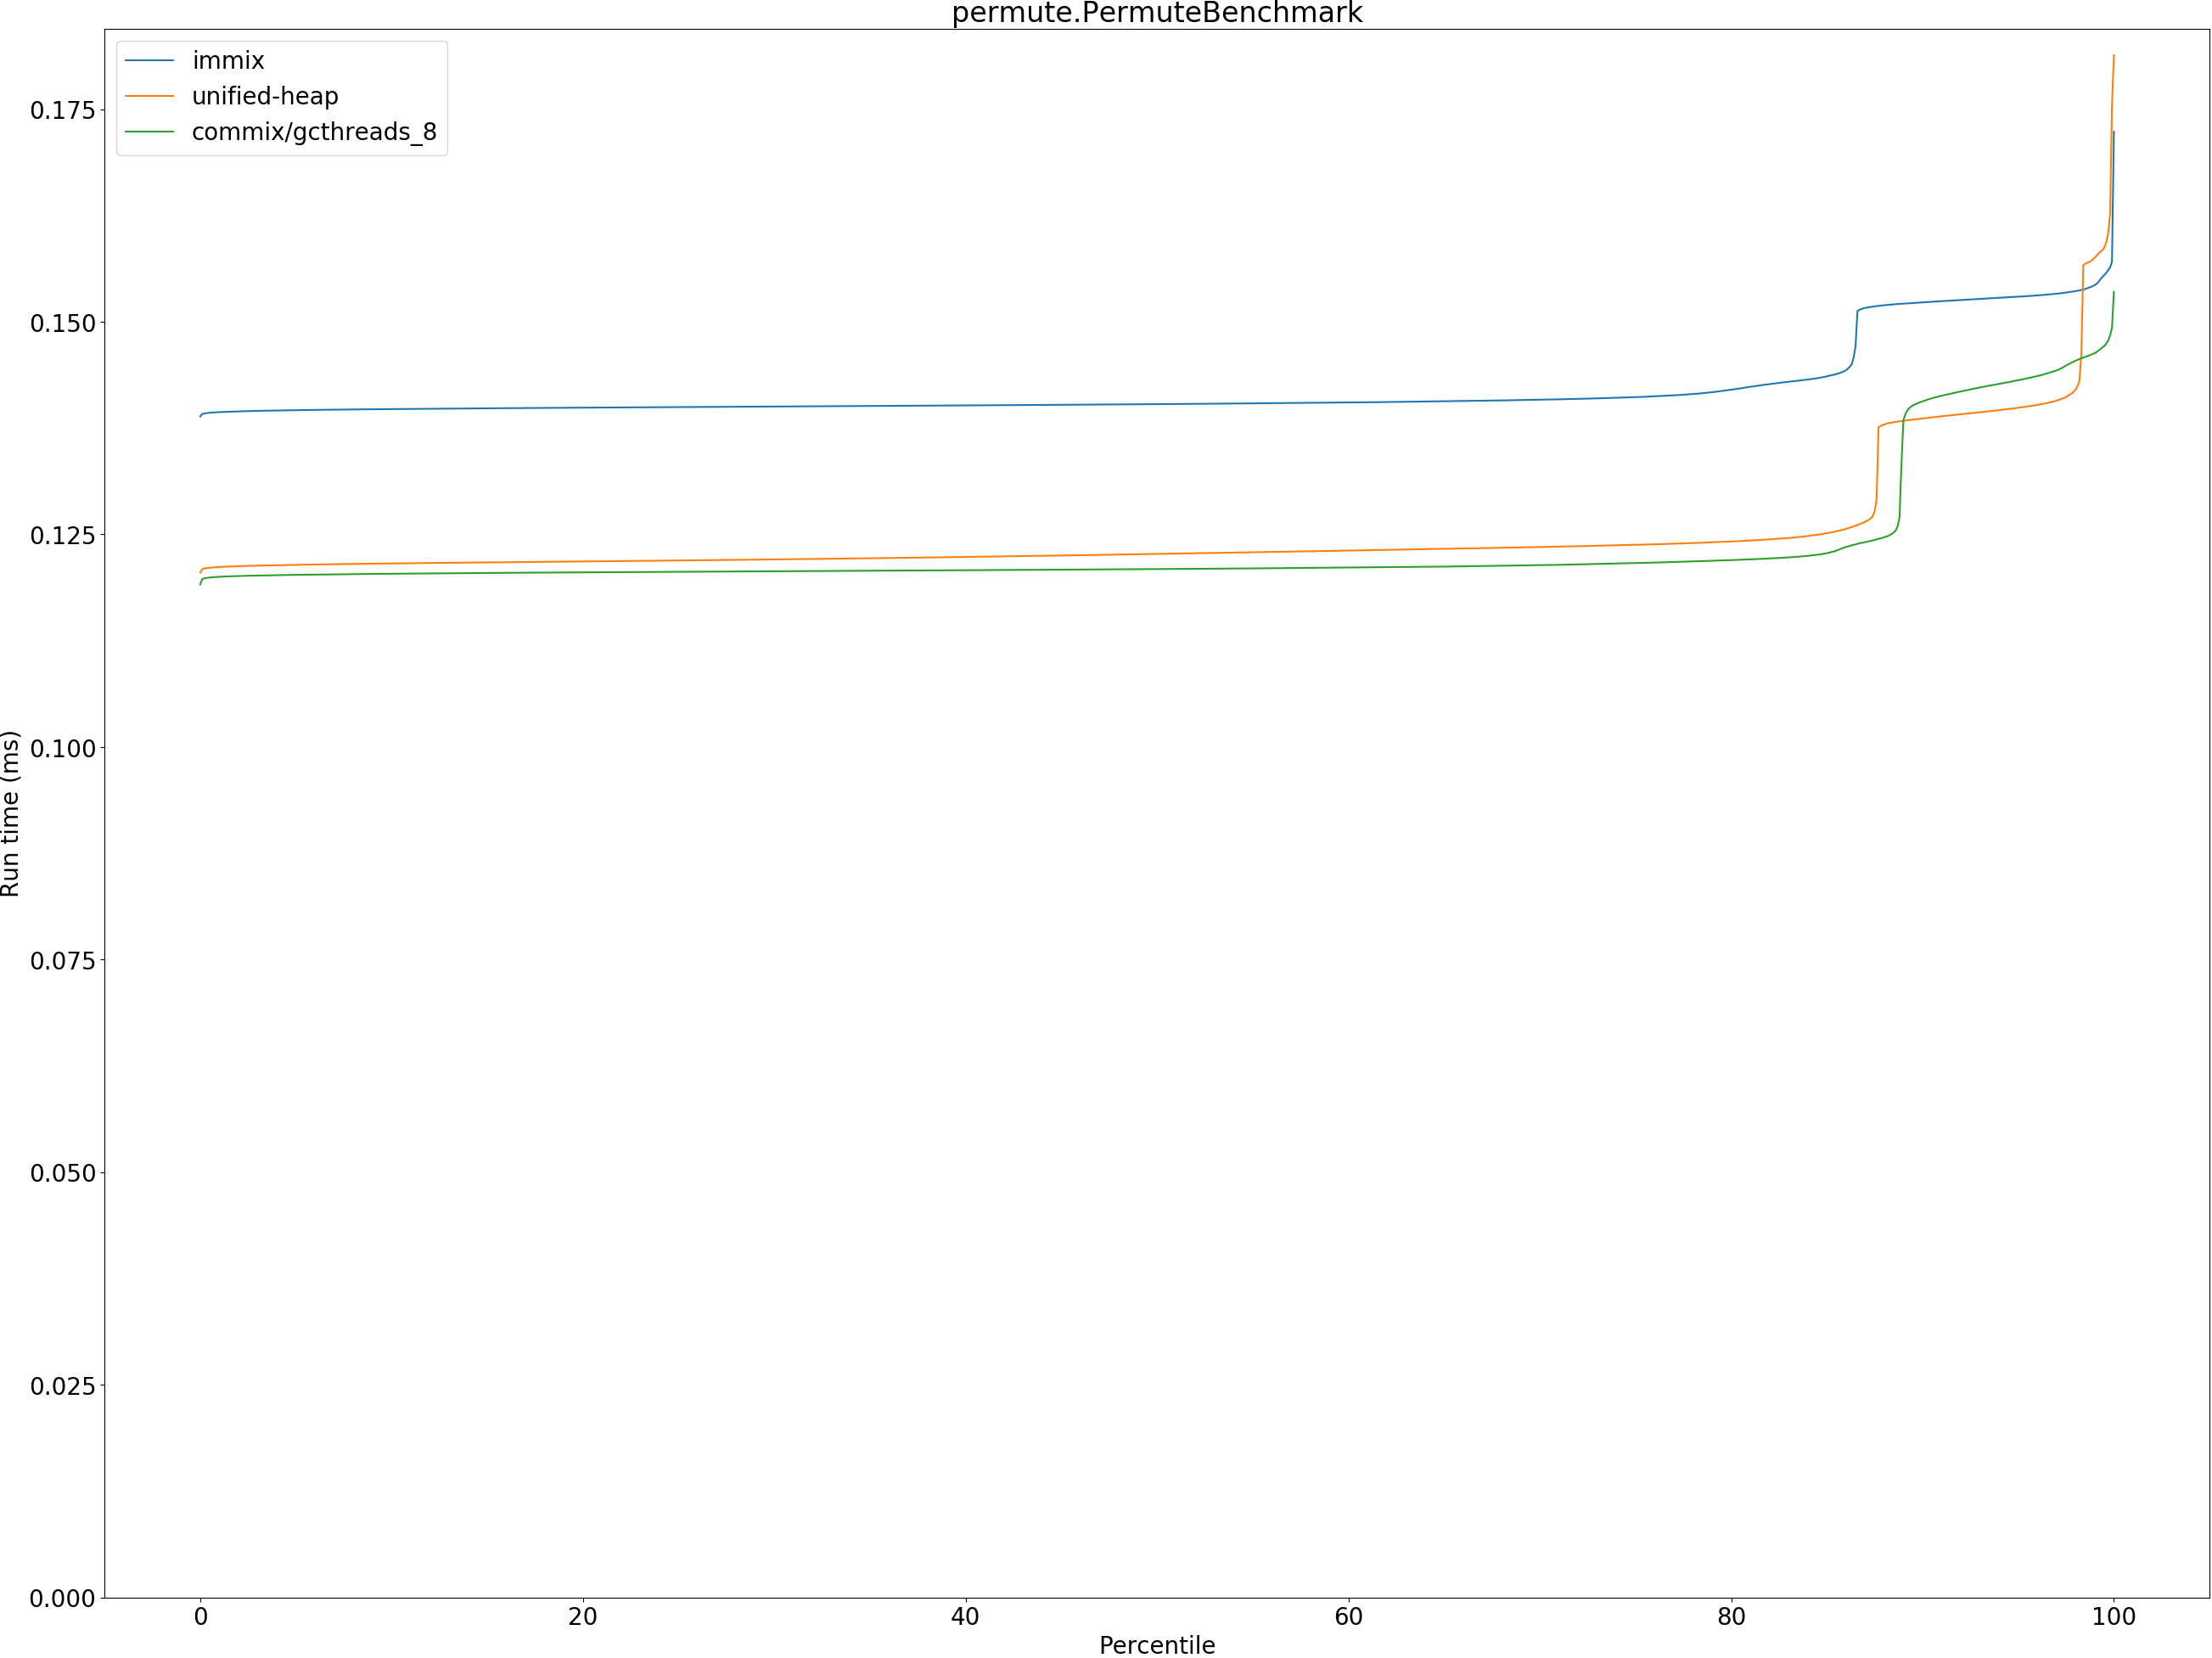 permute.PermuteBenchmark
immix
unified-heap
commix/gcthreads_8
0.175
0.150
0.125
0.100
0.075
0.050
0.025
0.000
Run time (ms)
0 20 40 60 80 100
Percentile